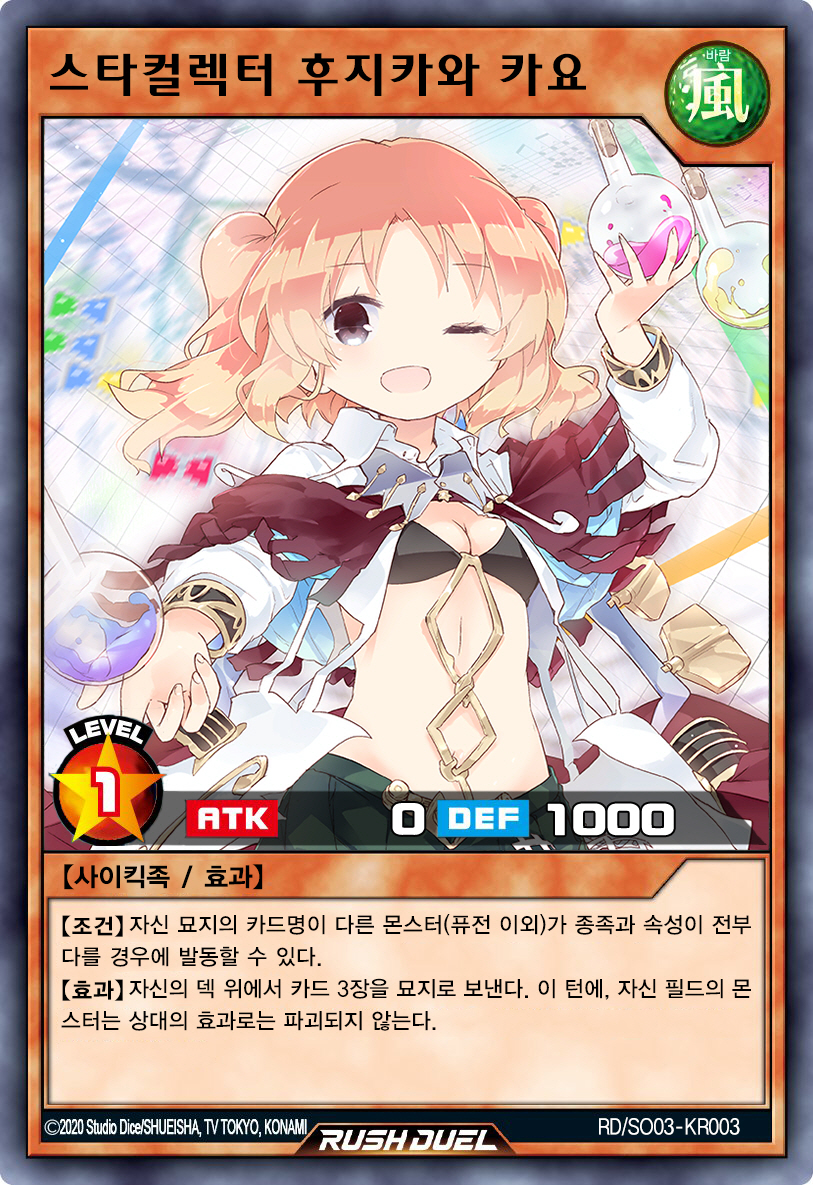 스타컬렉터 후지카와 카요
바람
風
LEVEL
1
ATK 0 DEF 1000
【사이킥족 / 효과】
【조건】자신 묘지의 카드명이 다른 몬스터(퓨전 이외)가 종족과 속성이 전부
다를 경우에 발동할 수 있다.
【효과】자신의 덱 위에서 카드 3장을 묘지로 보낸다. 이 턴에, 자신 필드의 몬
스터는 상대의 효과로는 파괴되지 않는다.
©2020 Studio Dice/SHUEISHA, TV TOKYO, KONAMI
RUSH DUEL
RD/SO03-KR003